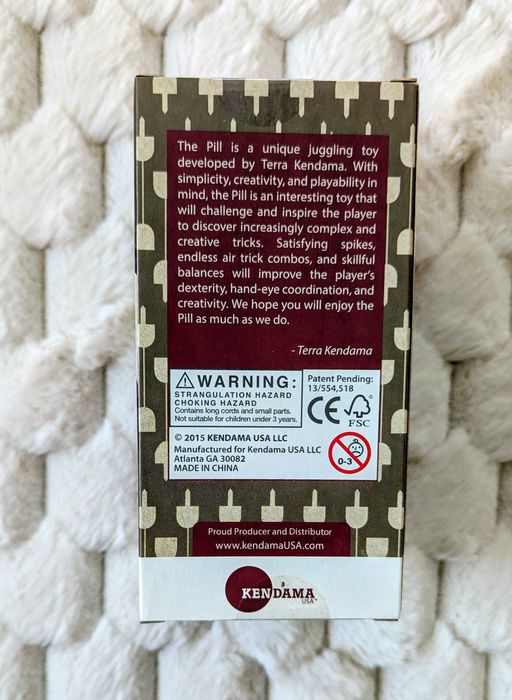 The Pill is a unique juggling toy
developed by Terra Kendama. With
simplicity, creativity, and playability in
mind, the Pill is an interesting toy that
will challenge and inspire the player
to discover increasingly complex and
creative tricks. Satisfying spikes,
endless air trick combos, and skillful
balances will improve the player's
dexterity, hand-eye coordination, and
creativity. We hope you will enjoy the
Pill as much as we do.
- Terra Kendama
WARNING:
STRANGULATION HAZARD
CHOKING HAZARD
Contains long cords and small parts.
Not suitable for children under 3 years.
Patent Pending:
13/554,518
CE
FSC
© 2015 KENDAMA USA LLC
Manufactured for Kendama USA LLC
Atlanta GA 30082
MADE IN CHINA
0-3
Proud Producer and Distributor
www.kendamaUSA.com
KENDAMA
USA™